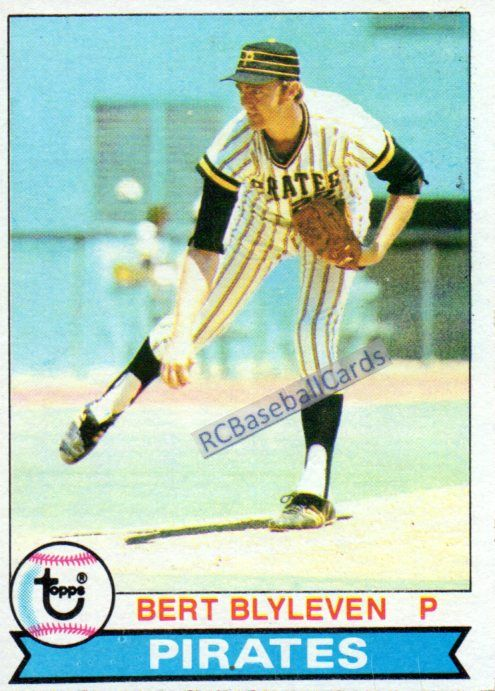 P
PIRATES
RCBaseballCards
topps®
BERT BLYLEVEN P
PIRATES